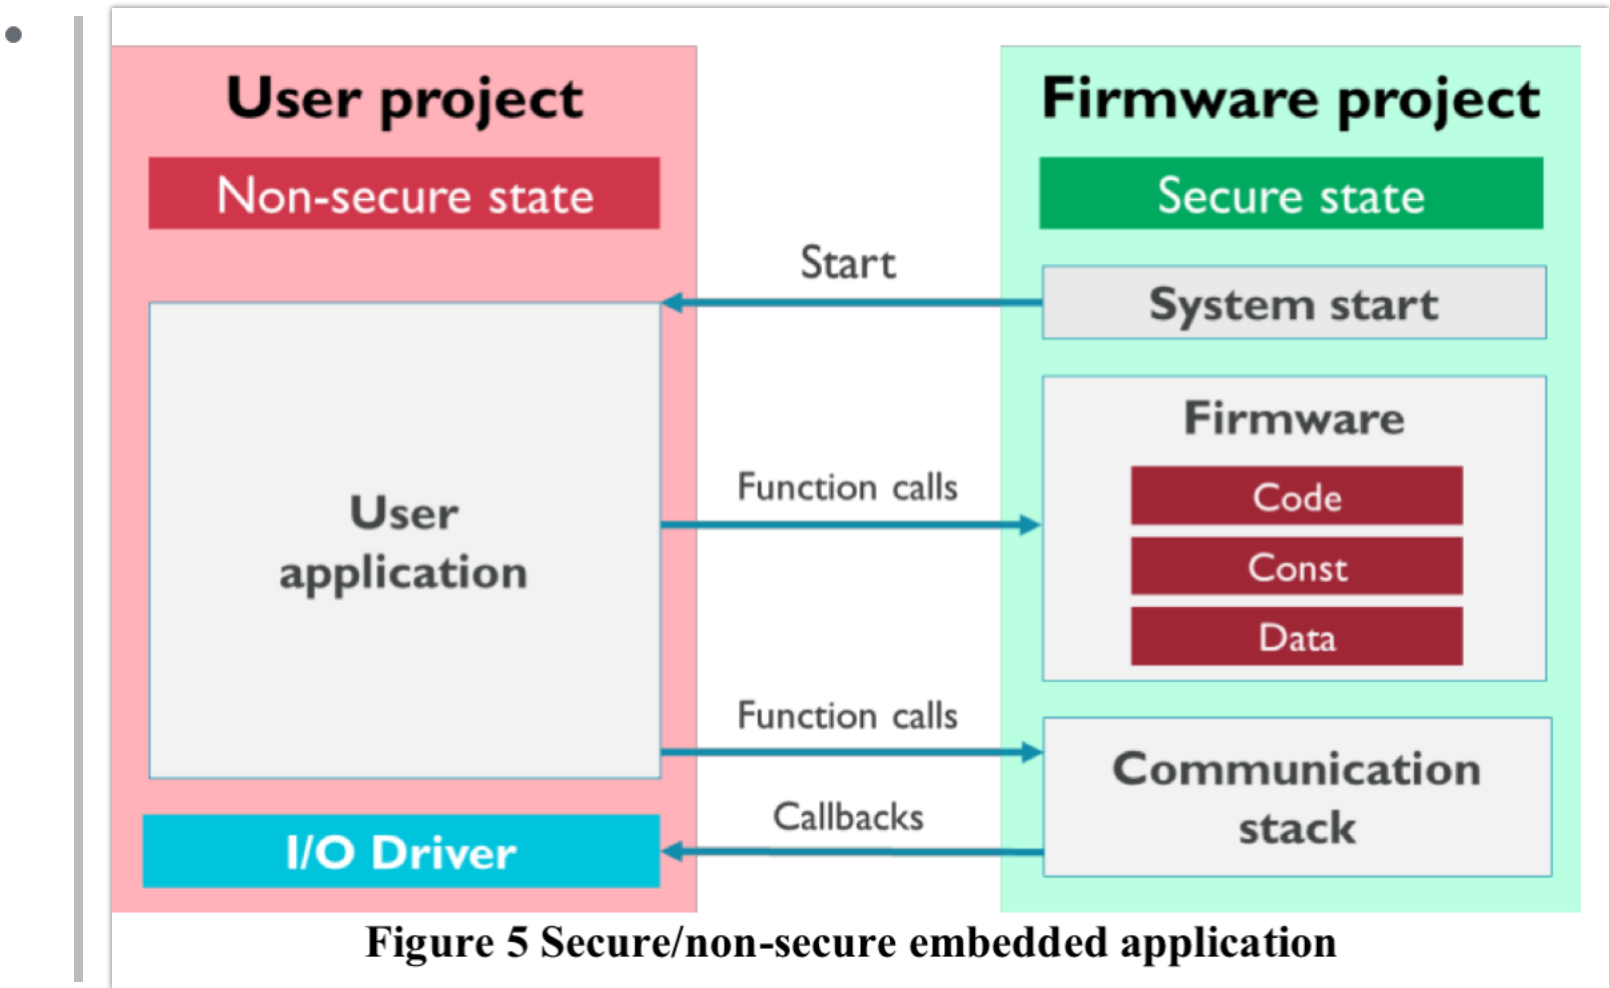 User project
Non-secure state
User
application
I/O Driver
Start
Function calls
Function calls
Callbacks
Firmware project
Secure state
System start
Firmware
Code
Const
Data
Communication
stack
Figure 5 Secure/non-secure embedded application